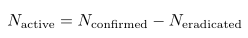 N_active = N_confirmed − N_eradicated